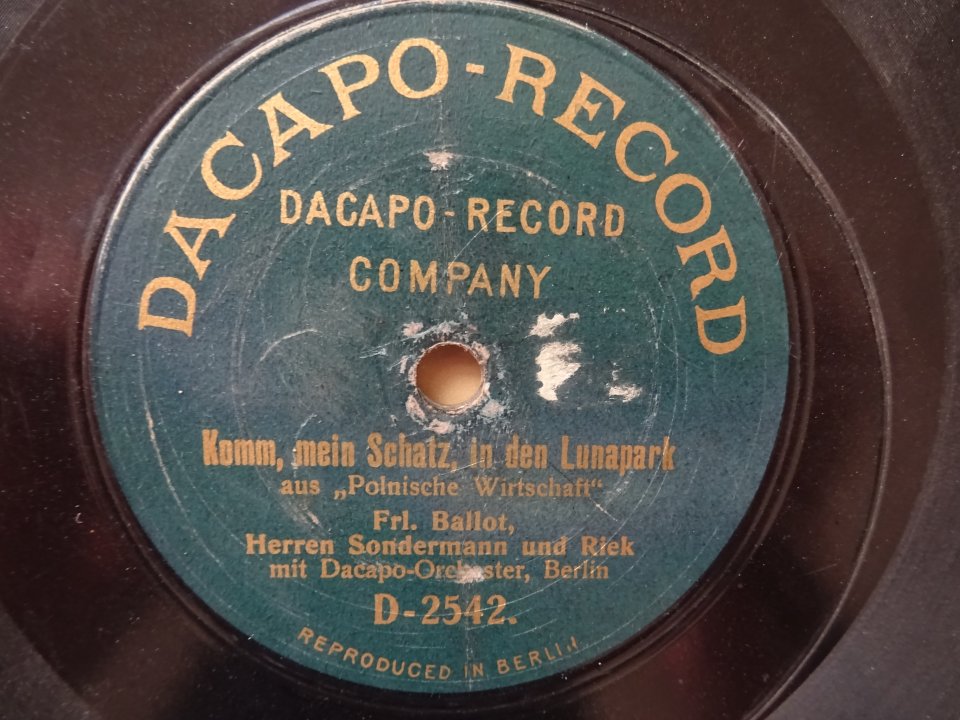 DACAPO-RECORD
DACAPO-RECORD
COMPANY
Komm, mein Schatz, in den Lunapark
aus „Polnische Wirtschaft“
Frl. Ballot,
Herren Sondermann und Riek
mit Dacapo-Orchester, Berlin
D-2542.
REPRODUCED IN BERLIN